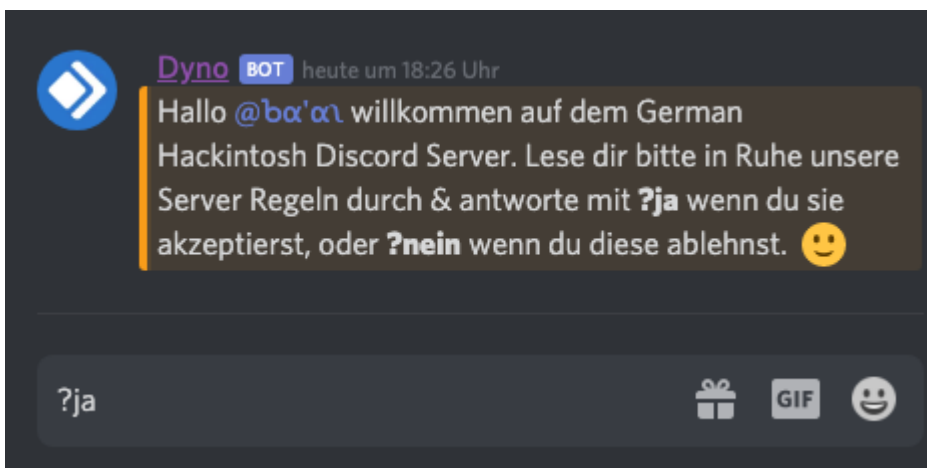 Dyno BOT heute um 18:26 Uhr
Hallo @Ъα'αι willkommen auf dem German
Hackintosh Discord Server. Lese dir bitte in Ruhe unsere
Server Regeln durch & antworte mit ?ja wenn du sie
akzeptierst, oder ?nein wenn du diese ablehnst. 🙂
?ja GIF